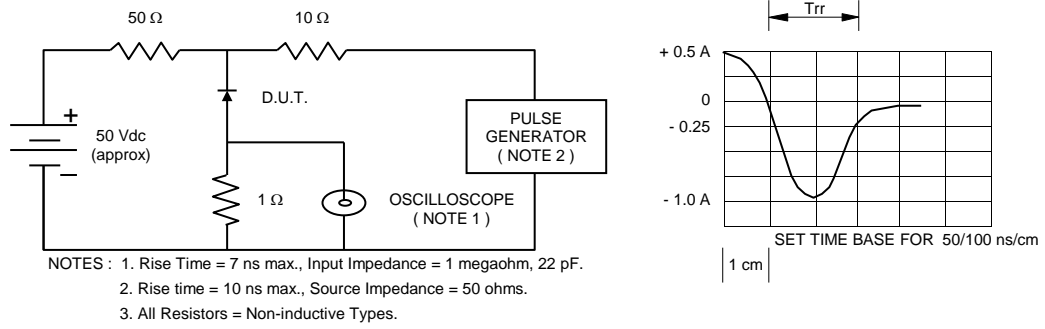 50 Ω
10 Ω
D.U.T.
+
50 Vdc
(approx)
−
1 Ω
OSCILLOSCOPE
( NOTE 1 )
PULSE
GENERATOR
( NOTE 2 )
NOTES : 1. Rise Time = 7 ns max., Input Impedance = 1 megaohm, 22 pF.
2. Rise time = 10 ns max., Source Impedance = 50 ohms.
3. All Resistors = Non-inductive Types.
Trr
+ 0.5 A
0
- 0.25
- 1.0 A
SET TIME BASE FOR 50/100 ns/cm
1 cm